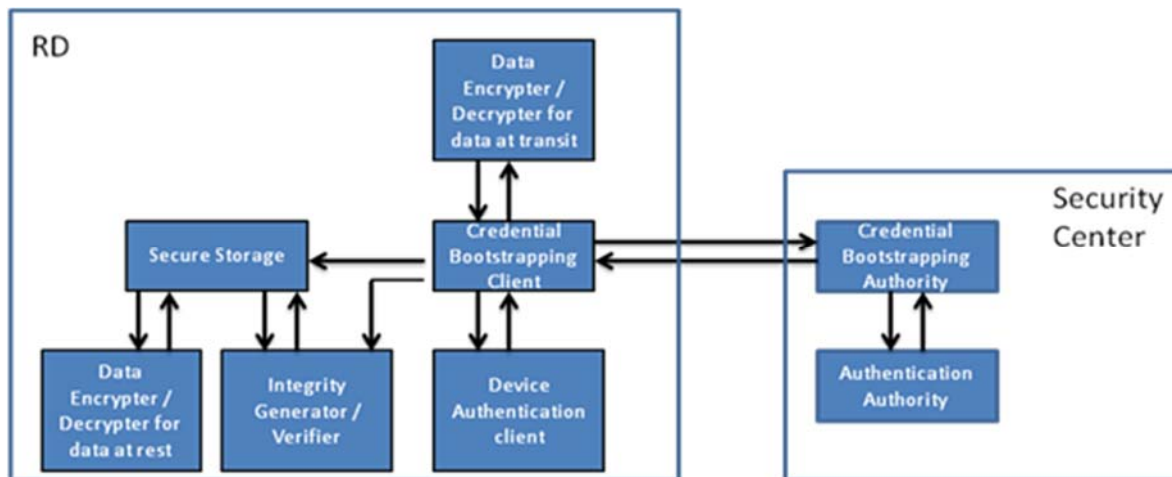 RD
Data
Encrypter /
Decrypter for
data at transit
Security
Center
Secure Storage
Credential
Bootstrapping
Client
Credential
Bootstrapping
Authority
Data
Encrypter /
Decrypter for
data at rest
Integrity
Generator /
Verifier
Device
Authentication
client
Authentication
Authority